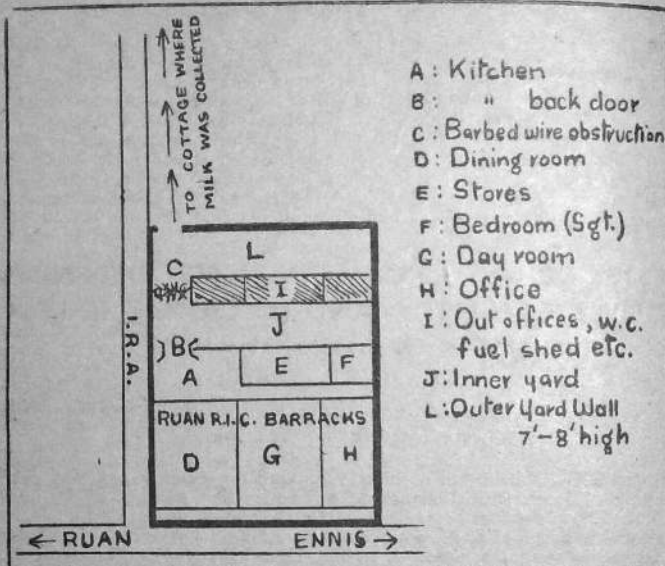 TO COTTAGE WHERE
MILK WAS COLLECTED
L
C
I
J
B
A
E
F
I.R.A.
RUAN R.I.C. BARRACKS
D
G
H
← RUAN
ENNIS →
A: Kitchen
B: " back door
C: Barbed wire obstruction
D: Dining room
E: Stores
F: Bedroom (Sgt.)
G: Day room
H: Office
I: Out offices, w.c.
fuel shed etc.
J: Inner yard
L: Outer Yard Wall
7'-8' high